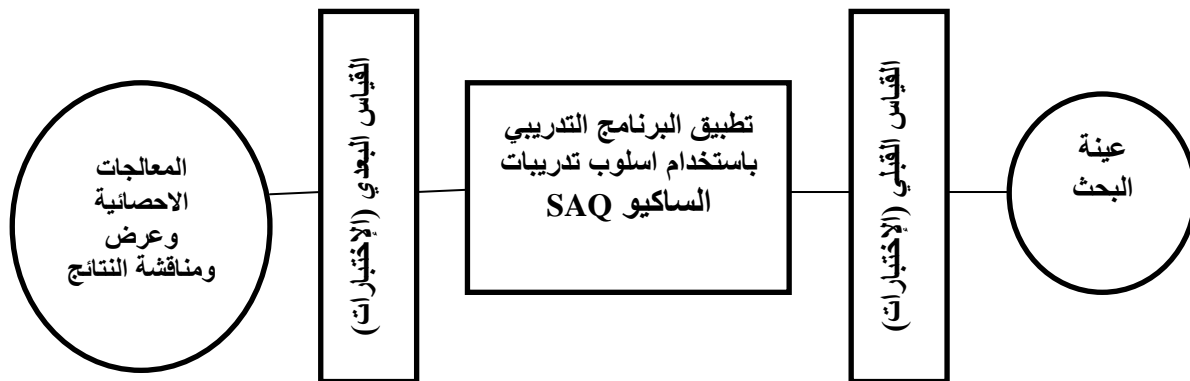 عينة
البحث
القياس القبلي (الإختبارات)
تطبيق البرنامج التدريبي
باستخدام اسلوب تدريبات
الساكيو SAQ
القياس البعدي (الإختبارات)
المعالجات
الاحصائية
وعرض
ومناقشة النتائج